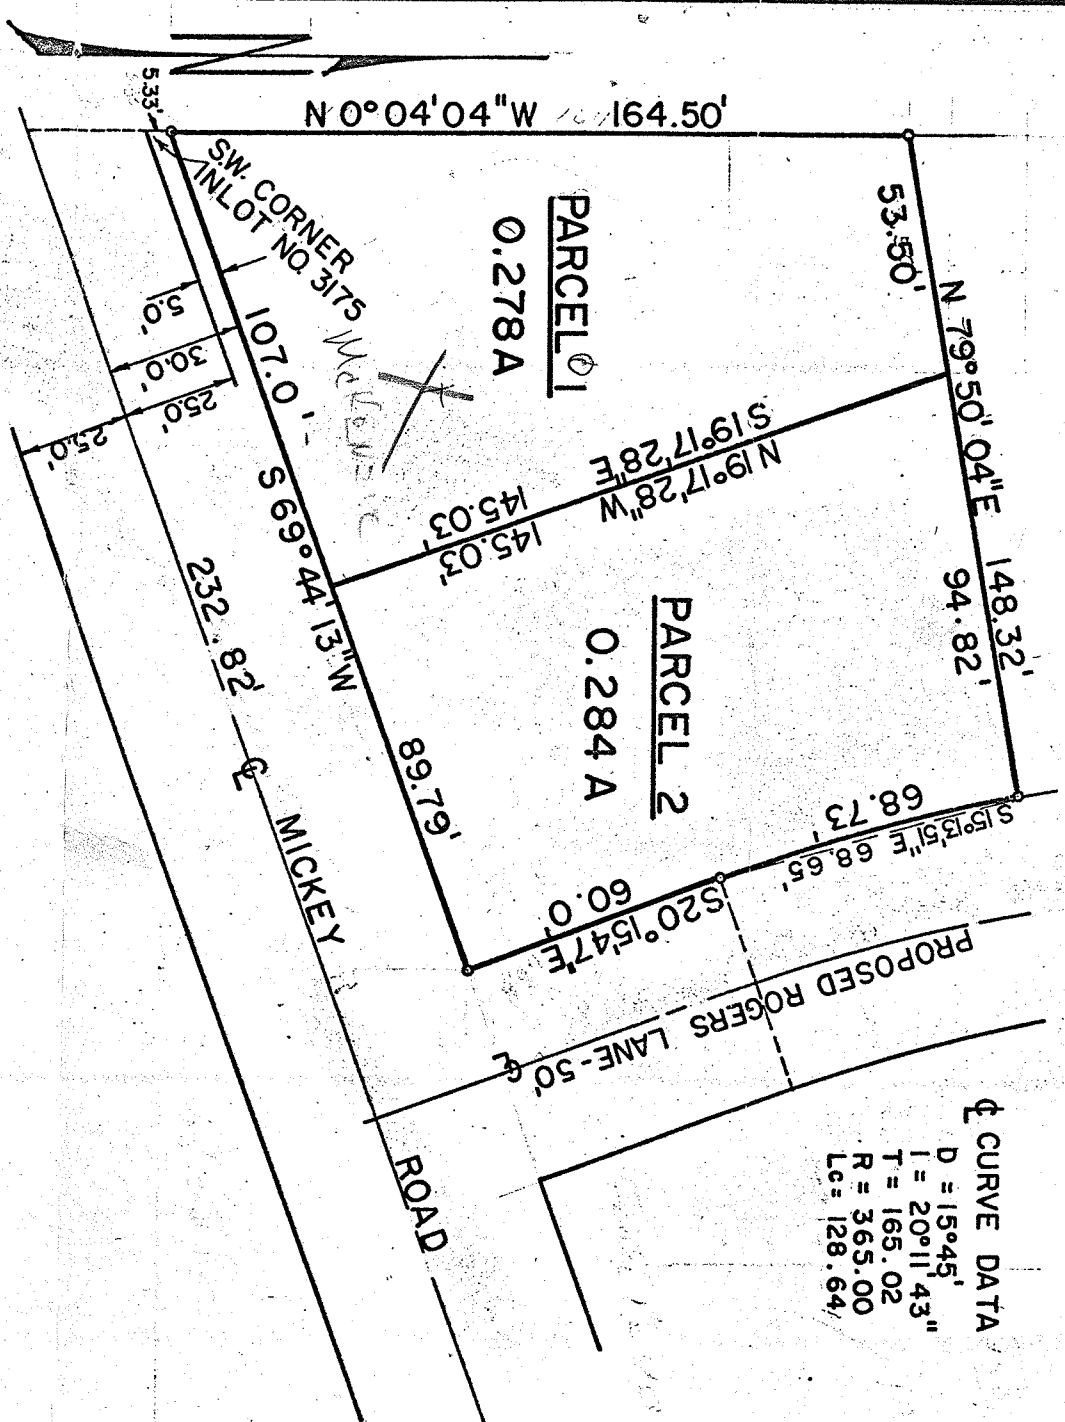 N 0°04'04"W 164.50'
5.33'
S.W. CORNER
INLOT NO. 3175
PARCEL 1
0.278A
53.50'
N 79°50'04"E 148.32'
94.82'
107.0'
S 69°44'13"W
89.79'
S19°17'28"E
145.03'
N19°17'28"W
145.03'
PARCEL 2
0.284 A
68.73'
S15°13'51"E 68.65'
60.0'
S20°15'47"E
5.0'
30.0'
25.0'
25.0'
232.82'
℄ MICKEY ROAD
PROPOSED ROGERS LANE-50'
℄
℄ CURVE DATA
D = 15°45'
I = 20°11'43"
T = 165.02
R = 365.00
Lc = 128.64